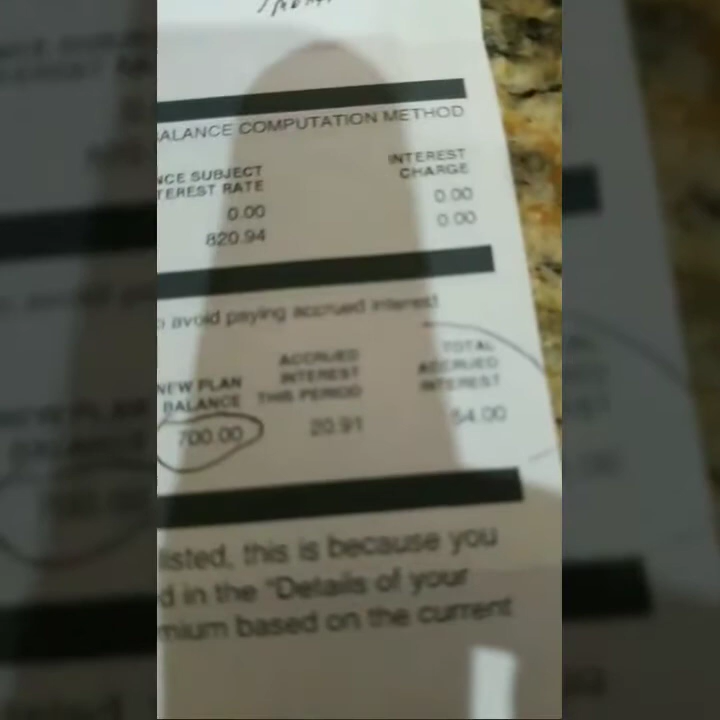 ALANCE COMPUTATION METHOD
NCE SUBJECT INTEREST
TEREST RATE CHARGE
0.00 0.00
820.94 0.00
o avoid paying accrued interest
ACCRUED TOTAL
NEW PLAN INTEREST ACCRUED
BALANCE THIS PERIOD INTEREST
700.00 20.91 54.00
listed, this is because you
d in the "Details of your
mium based on the current